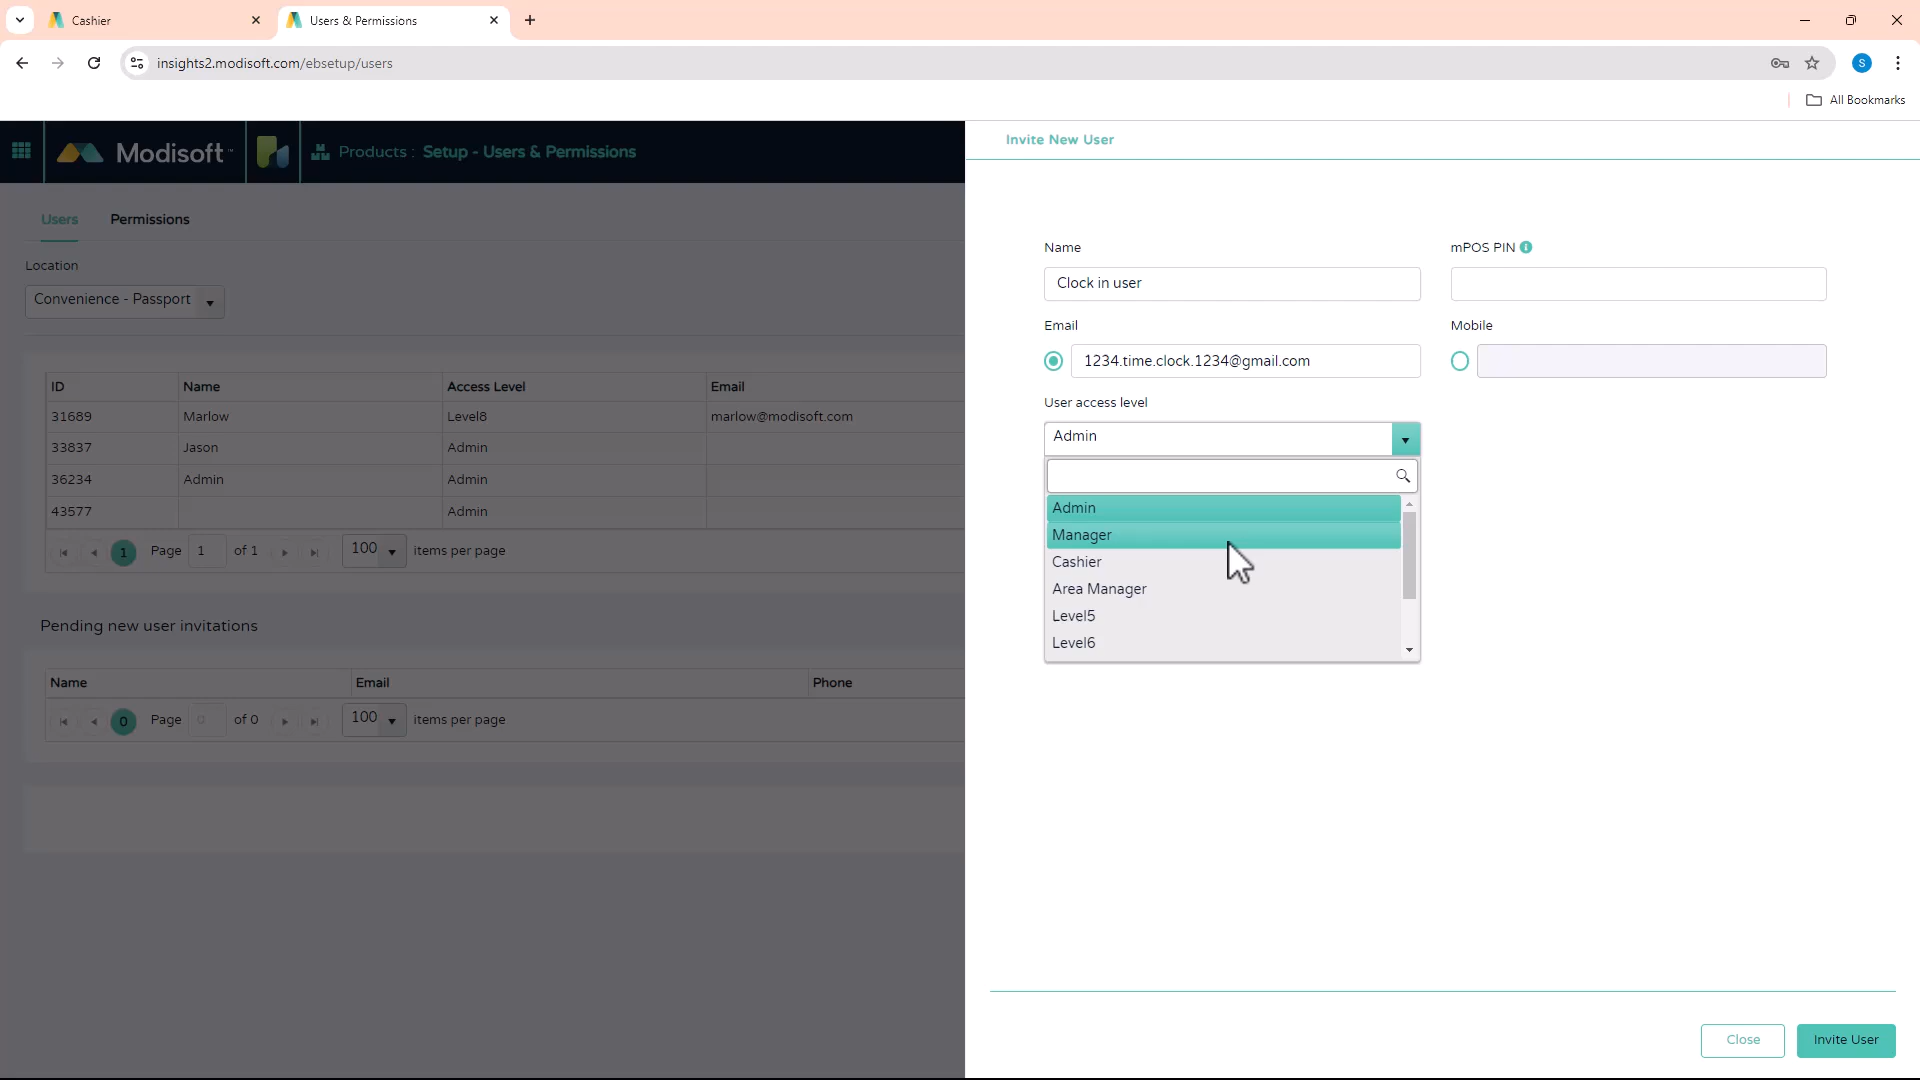 Cashier
Users & Permissions
insights2.modisoft.com/ebsetup/users
S
All Bookmarks
Modisoft™
Products : Setup - Users & Permissions
Users
Permissions
Location
Convenience - Passport
ID Name Access Level Email
31689 Marlow Level8 marlow@modisoft.com
33837 Jason Admin
36234 Admin Admin
43577 Admin
1 Page 1 of 1 100 items per page
Pending new user invitations
Name Email Phone
0 Page 0 of 0 100 items per page
Invite New User
Name
Clock in user
mPOS PIN i
Email
1234.time.clock.1234@gmail.com
Mobile
User access level
Admin
Admin
Manager
Cashier
Area Manager
Level5
Level6
Close
Invite User